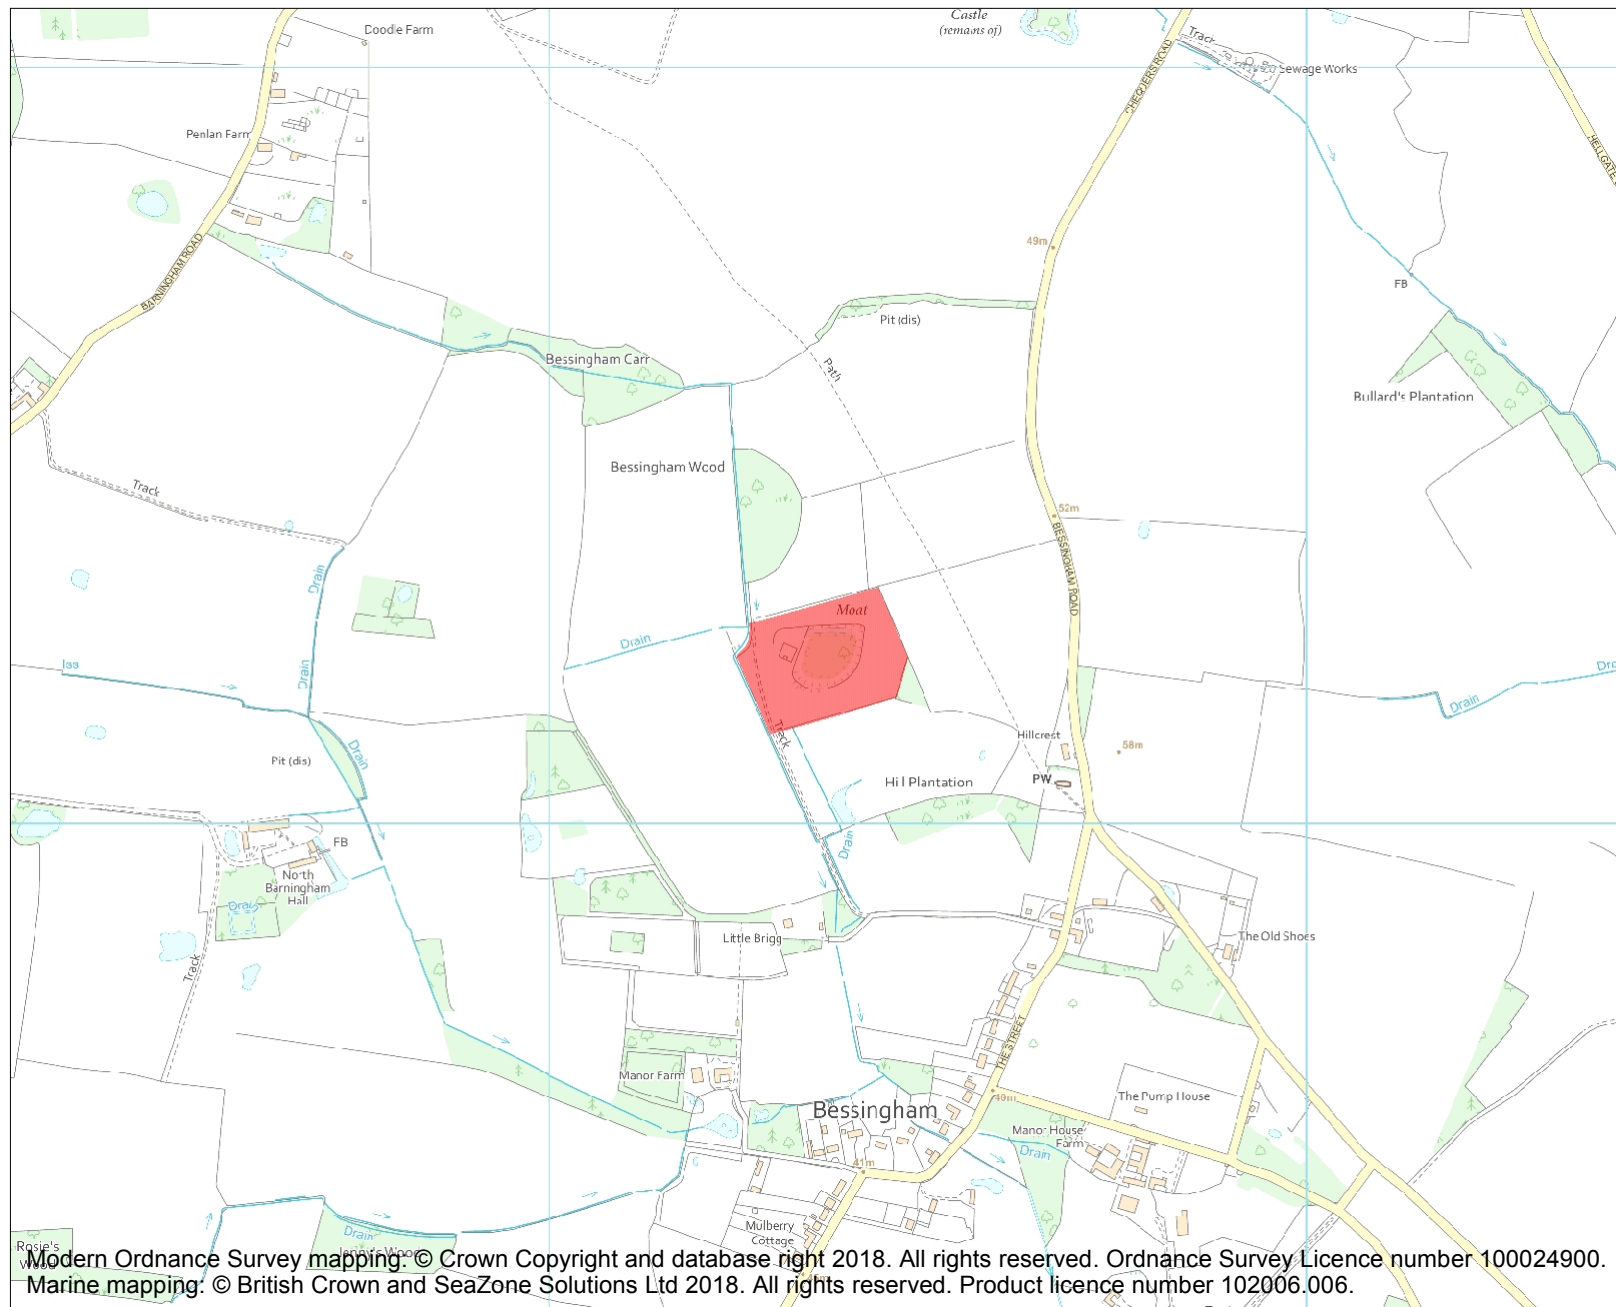 Doodle Farm
Castle
(remains of)
Track
Sewage Works
CHEQUERS ROAD
Penlan Farm
BARNINGHAM ROAD
49m
FB
Pit (dis)
Bessingham Carr
Path
Bullard's Plantation
Bessingham Wood
Track
52m
BESSINGHAM ROAD
Drain
Moat
Drain
Drain
Drain
Drain
Track
Hillcrest
58m
Pit (dis)
Drain
PW
Drain
FB
North
Barningham
Hall
Little Brigg
The Old Shoes
Track
THE STREET
Manor Farm
The Pump House
Bessingham
49m
Manor House
Farm
Drain
41m
Mulberry
Cottage
Drain
Rosie's
Wood
Modern Ordnance Survey mapping: © Crown Copyright and database right 2018. All rights reserved. Ordnance Survey Licence number 100024900.
Marine mapping: © British Crown and SeaZone Solutions Ltd 2018. All rights reserved. Product licence number 102006.006.